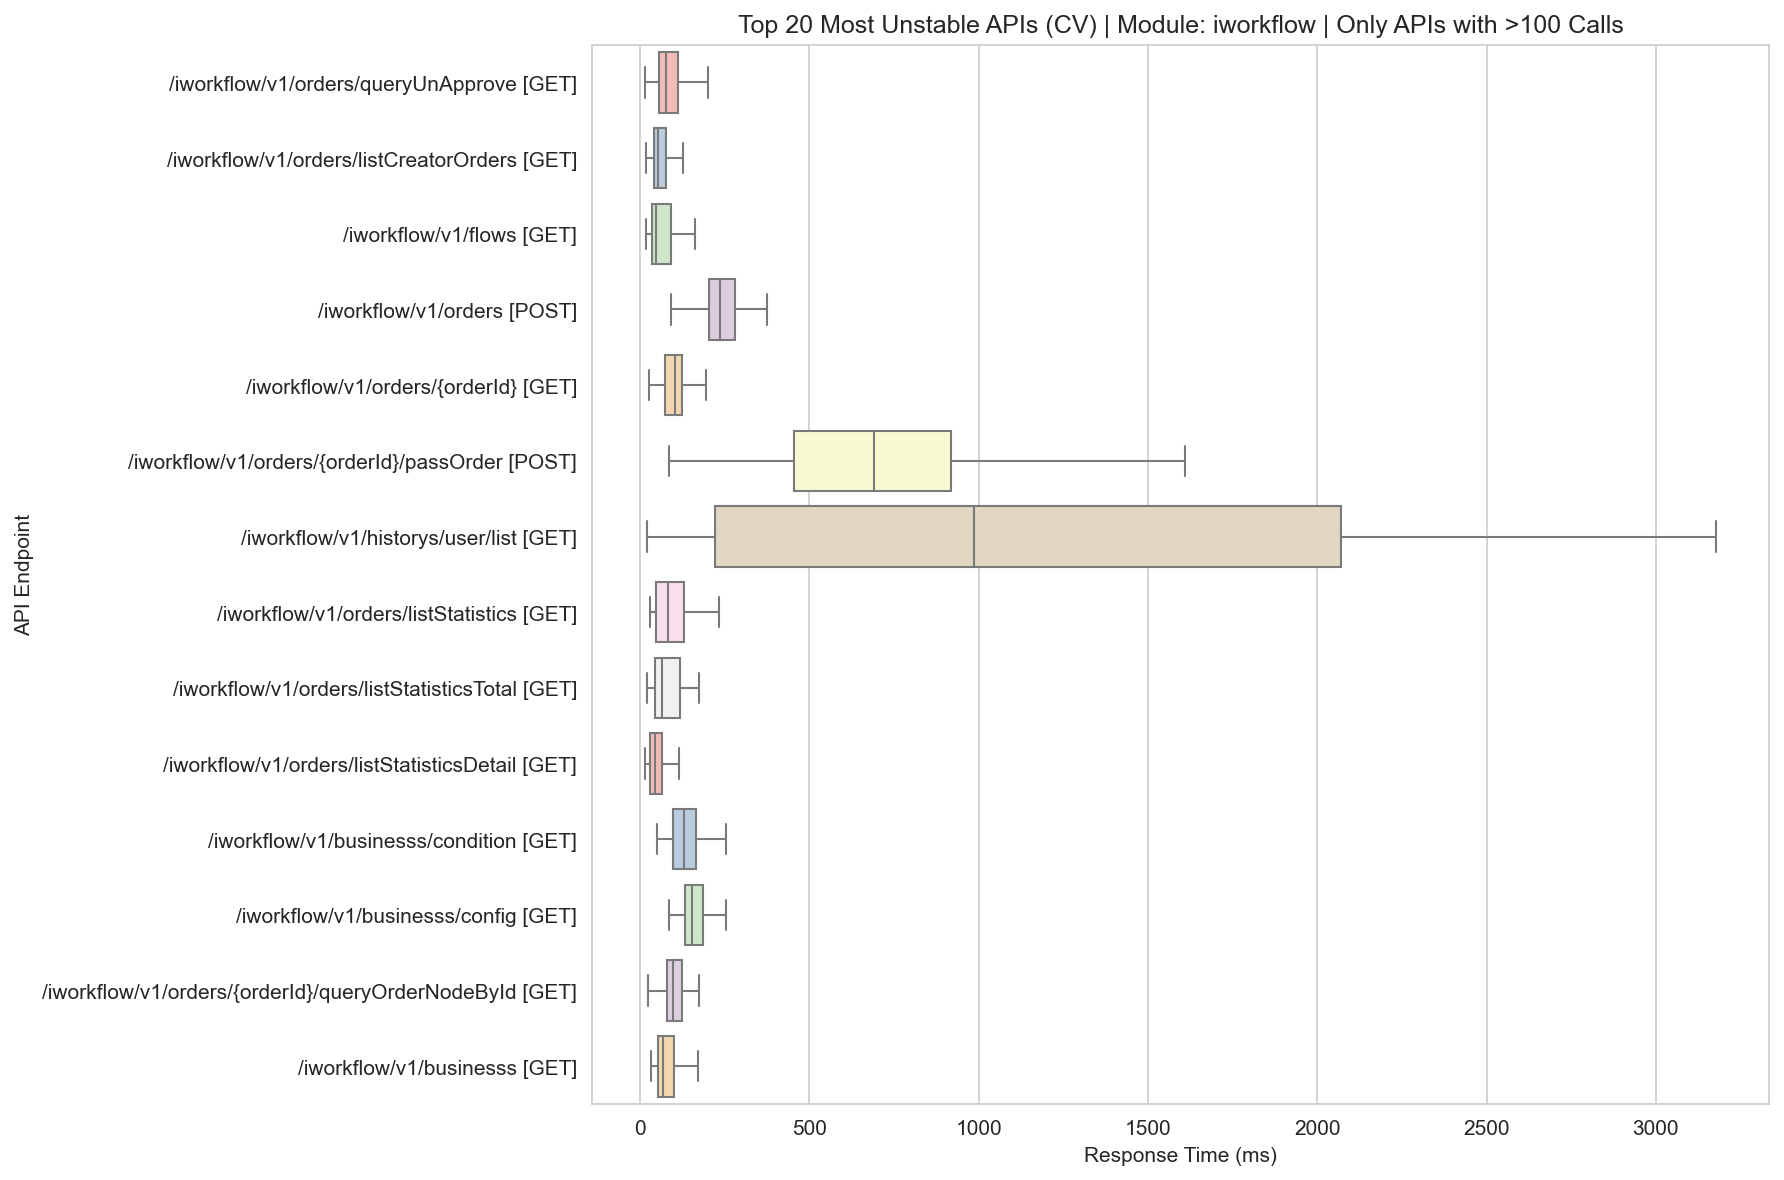 Top 20 Most Unstable APIs (CV) | Module: iworkflow | Only APIs with >100 Calls
API Endpoint
/iworkflow/v1/orders/queryUnApprove [GET]
/iworkflow/v1/orders/listCreatorOrders [GET]
/iworkflow/v1/flows [GET]
/iworkflow/v1/orders [POST]
/iworkflow/v1/orders/{orderId} [GET]
/iworkflow/v1/orders/{orderId}/passOrder [POST]
/iworkflow/v1/historys/user/list [GET]
/iworkflow/v1/orders/listStatistics [GET]
/iworkflow/v1/orders/listStatisticsTotal [GET]
/iworkflow/v1/orders/listStatisticsDetail [GET]
/iworkflow/v1/businesss/condition [GET]
/iworkflow/v1/businesss/config [GET]
/iworkflow/v1/orders/{orderId}/queryOrderNodeById [GET]
/iworkflow/v1/businesss [GET]
0 500 1000 1500 2000 2500 3000
Response Time (ms)